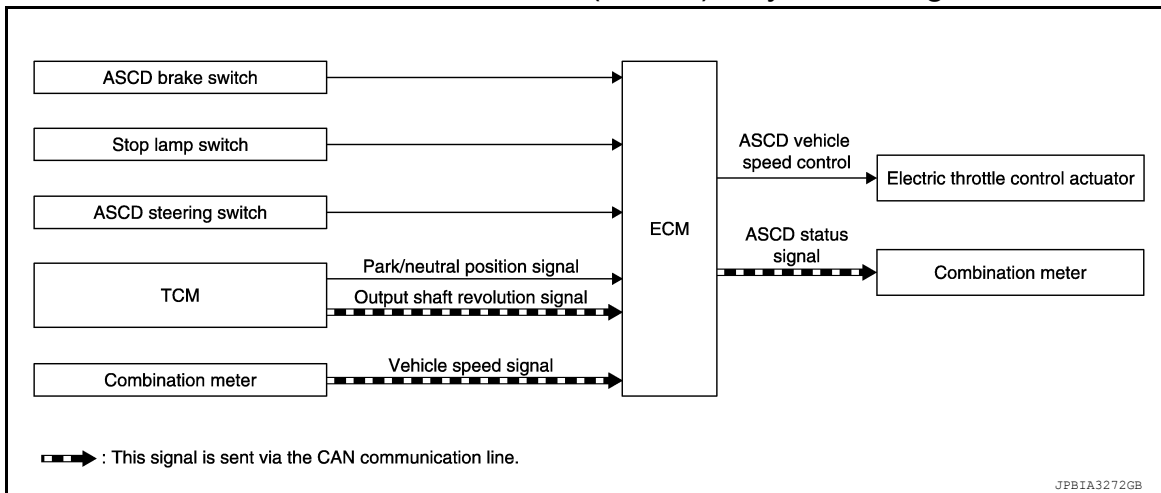 ASCD brake switch
Stop lamp switch
ASCD steering switch
TCM
Park/neutral position signal
Output shaft revolution signal
Combination meter
Vehicle speed signal
ECM
ASCD vehicle
speed control
Electric throttle control actuator
ASCD status
signal
Combination meter
: This signal is sent via the CAN communication line.
JPBIA3272GB